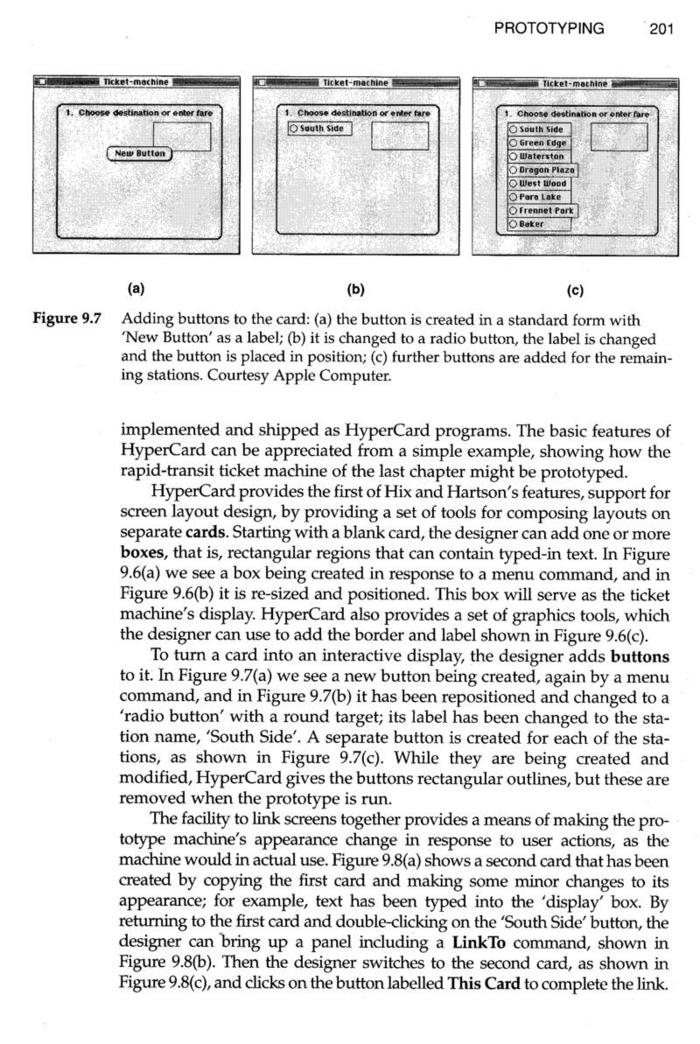 PROTOTYPING 201
Ticket-machine
1. Choose destination or enter fare
New Button
Ticket-machine
1. Choose destination or enter fare
South Side
Ticket-machine
1. Choose destination or enter fare
South Side
Green Edge
Waterston
Dragon Plaza
West Wood
Para Lake
Frennet Park
Baker
(a) (b) (c)
Figure 9.7 Adding buttons to the card: (a) the button is created in a standard form with
'New Button' as a label; (b) it is changed to a radio button, the label is changed
and the button is placed in position; (c) further buttons are added for the remain-
ing stations. Courtesy Apple Computer.
implemented and shipped as HyperCard programs. The basic features of
HyperCard can be appreciated from a simple example, showing how the
rapid-transit ticket machine of the last chapter might be prototyped.
HyperCard provides the first of Hix and Hartson's features, support for
screen layout design, by providing a set of tools for composing layouts on
separate cards. Starting with a blank card, the designer can add one or more
boxes, that is, rectangular regions that can contain typed-in text. In Figure
9.6(a) we see a box being created in response to a menu command, and in
Figure 9.6(b) it is re-sized and positioned. This box will serve as the ticket
machine's display. HyperCard also provides a set of graphics tools, which
the designer can use to add the border and label shown in Figure 9.6(c).
To turn a card into an interactive display, the designer adds buttons
to it. In Figure 9.7(a) we see a new button being created, again by a menu
command, and in Figure 9.7(b) it has been repositioned and changed to a
'radio button' with a round target; its label has been changed to the sta-
tion name, 'South Side'. A separate button is created for each of the sta-
tions, as shown in Figure 9.7(c). While they are being created and
modified, HyperCard gives the buttons rectangular outlines, but these are
removed when the prototype is run.
The facility to link screens together provides a means of making the pro-
totype machine's appearance change in response to user actions, as the
machine would in actual use. Figure 9.8(a) shows a second card that has been
created by copying the first card and making some minor changes to its
appearance; for example, text has been typed into the 'display' box. By
returning to the first card and double-clicking on the 'South Side' button, the
designer can bring up a panel including a LinkTo command, shown in
Figure 9.8(b). Then the designer switches to the second card, as shown in
Figure 9.8(c), and clicks on the button labelled This Card to complete the link.